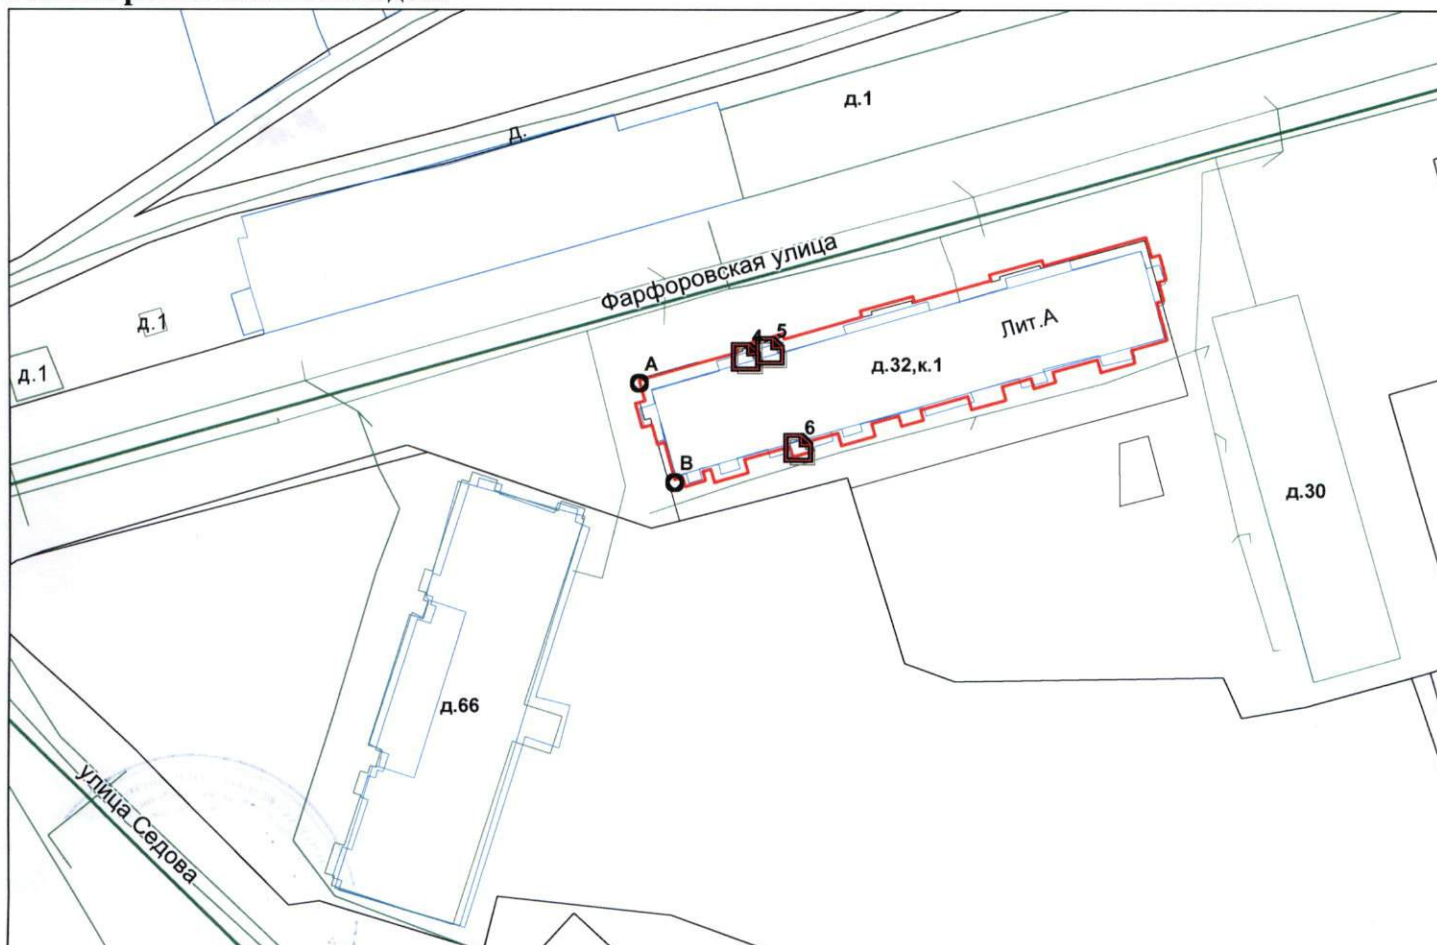 д.1
д.
Фарфоровская улица
д.1
Лит.А
4
5
А
д.32,к.1
д.1
6
В
д.30
д.66
улица Седова